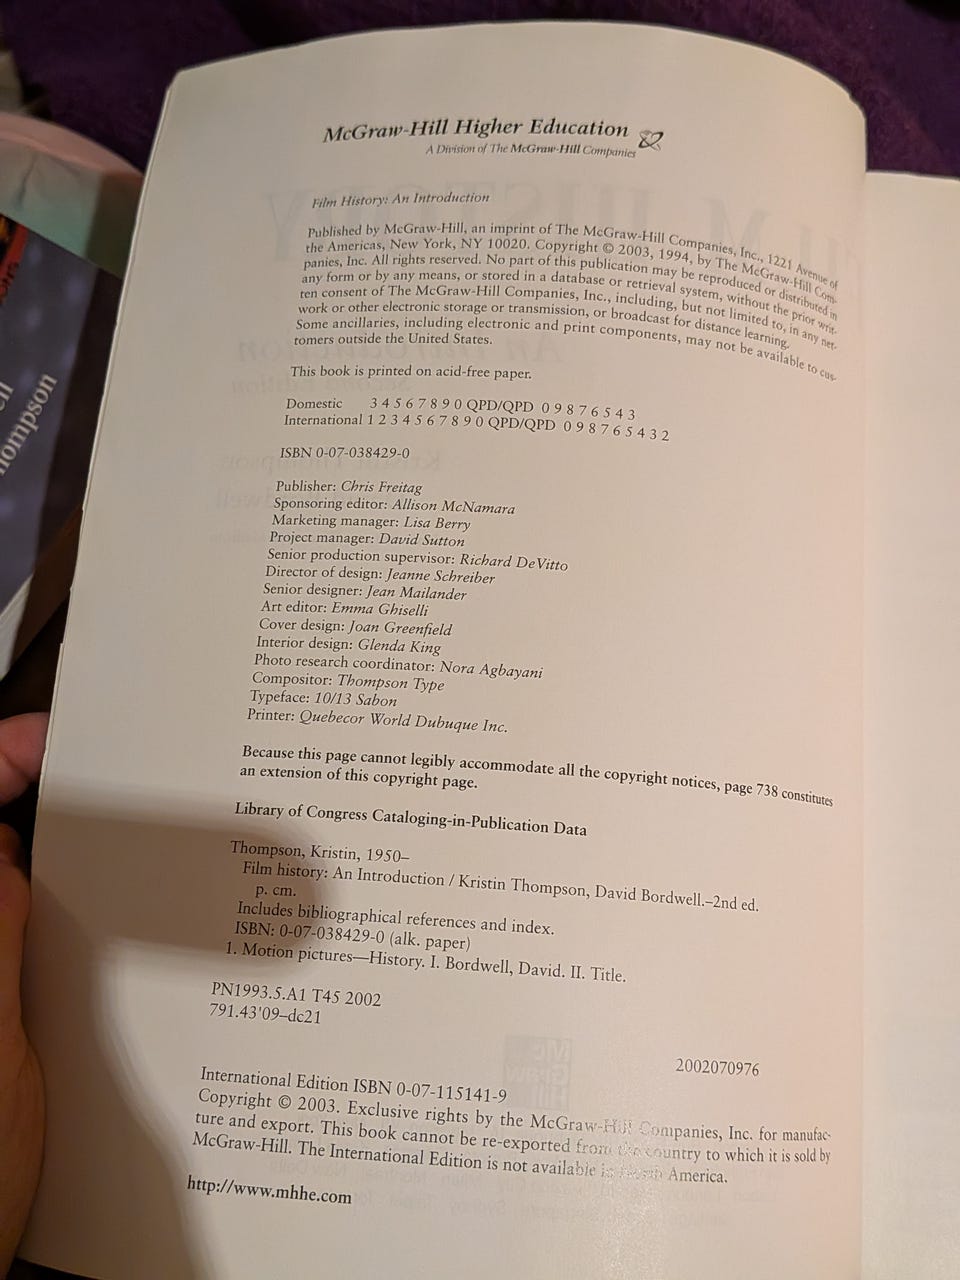 McGraw-Hill Higher Education
A Division of The McGraw-Hill Companies
Film History: An Introduction
Published by McGraw-Hill, an imprint of The McGraw-Hill Companies, Inc., 1221 Avenue of
the Americas, New York, NY 10020. Copyright © 2003, 1994, by The McGraw-Hill Com-
panies, Inc. All rights reserved. No part of this publication may be reproduced or distributed in
any form or by any means, or stored in a database or retrieval system, without the prior writ-
ten consent of The McGraw-Hill Companies, Inc., including, but not limited to, in any net-
work or other electronic storage or transmission, or broadcast for distance learning.
Some ancillaries, including electronic and print components, may not be available to cus-
tomers outside the United States.
This book is printed on acid-free paper.
Domestic 3 4 5 6 7 8 9 0 QPD/QPD 0 9 8 7 6 5 4 3
International 1 2 3 4 5 6 7 8 9 0 QPD/QPD 0 9 8 7 6 5 4 3 2
ISBN 0-07-038429-0
Publisher: Chris Freitag
Sponsoring editor: Allison McNamara
Marketing manager: Lisa Berry
Project manager: David Sutton
Senior production supervisor: Richard DeVitto
Director of design: Jeanne Schreiber
Senior designer: Jean Mailander
Art editor: Emma Ghiselli
Cover design: Joan Greenfield
Interior design: Glenda King
Photo research coordinator: Nora Agbayani
Compositor: Thompson Type
Typeface: 10/13 Sabon
Printer: Quebecor World Dubuque Inc.
Because this page cannot legibly accommodate all the copyright notices, page 738 constitutes
an extension of this copyright page.
Library of Congress Cataloging-in-Publication Data
Thompson, Kristin, 1950–
Film history: An Introduction / Kristin Thompson, David Bordwell.–2nd ed.
p. cm.
Includes bibliographical references and index.
ISBN: 0-07-038429-0 (alk. paper)
1. Motion pictures—History. I. Bordwell, David. II. Title.
PN1993.5.A1 T45 2002
791.43'09–dc21
2002070976
International Edition ISBN 0-07-115141-9
Copyright © 2003. Exclusive rights by the McGraw-Hill Companies, Inc. for manufac-
ture and export. This book cannot be re-exported from the country to which it is sold by
McGraw-Hill. The International Edition is not available in North America.
http://www.mhhe.com